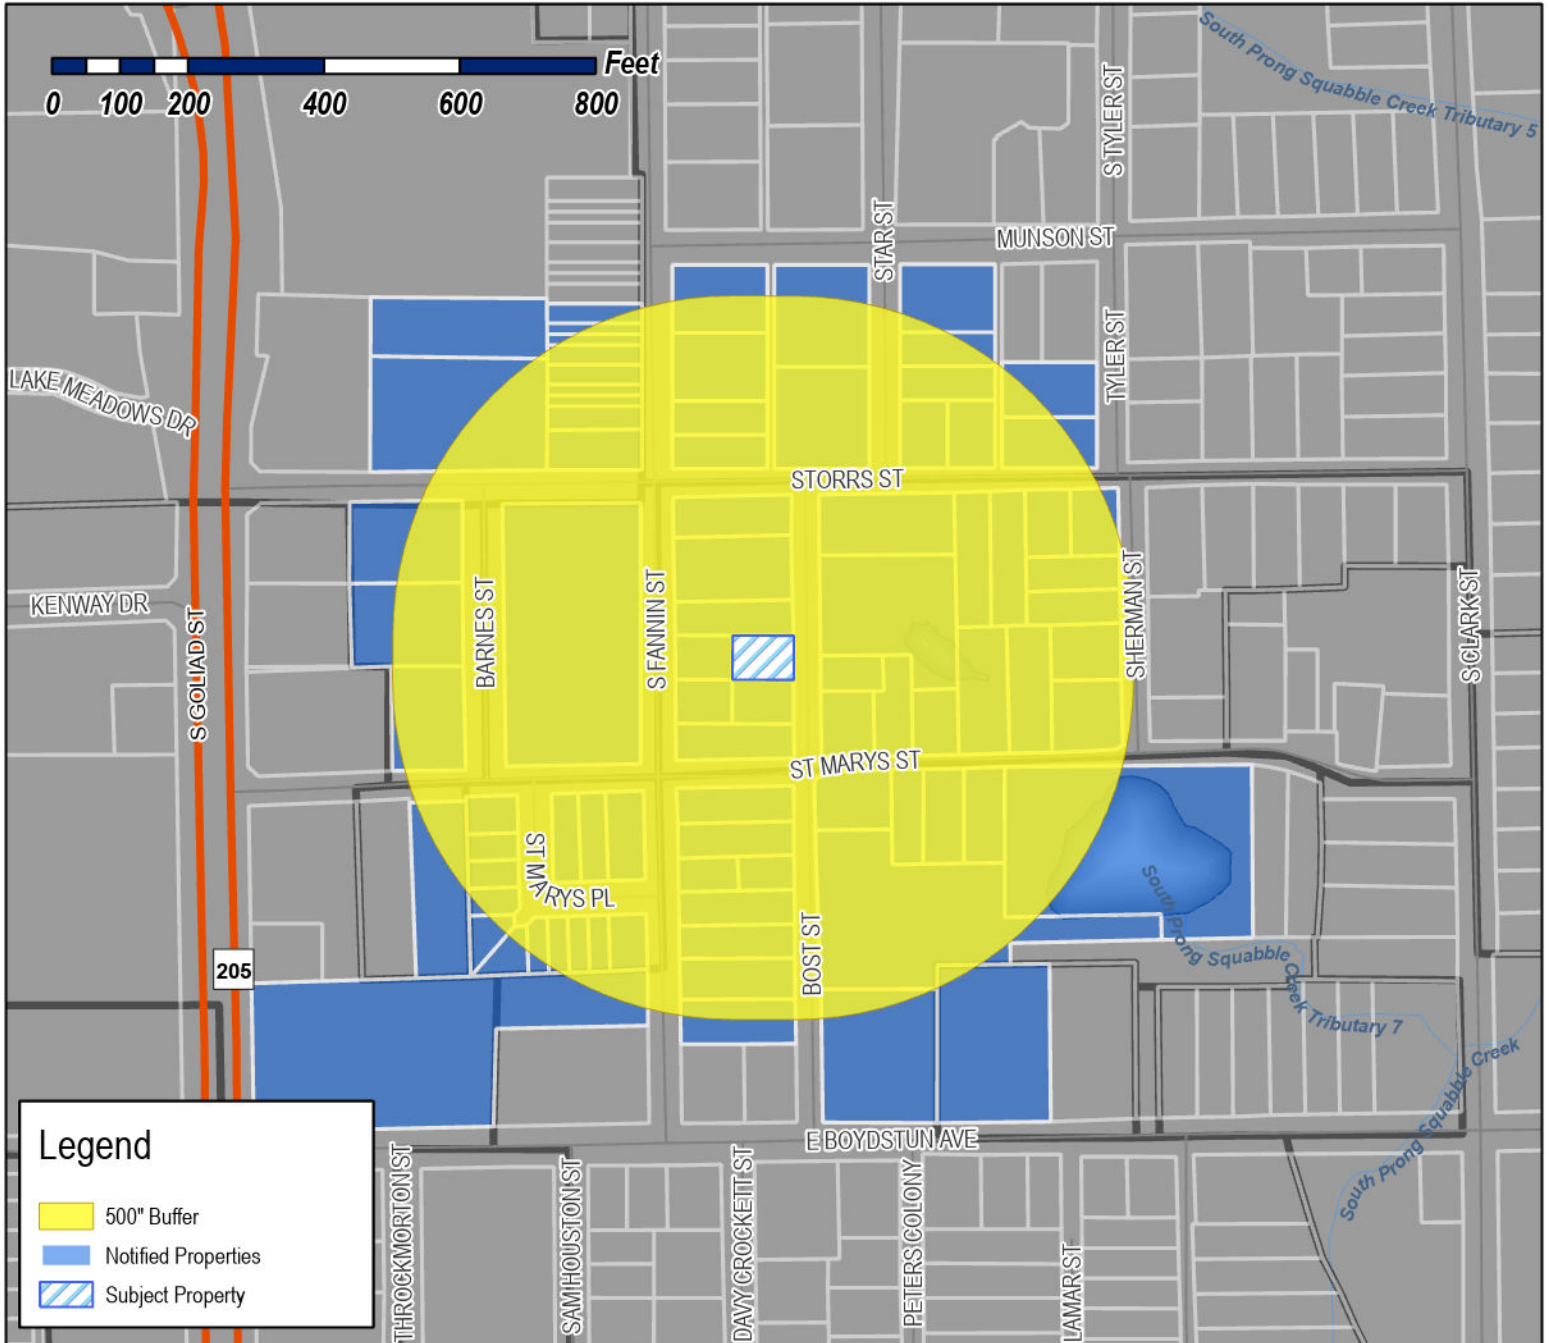 South Prong Squabble Creek Tributary 5
Feet
0 100 200 400 600 800
S TYLER ST
STAR ST
MUNSON ST
TYLER ST
LAKE MEADOWS DR
STORRS ST
KENWAY DR
S GOLIAD ST
BARNES ST
S FANNIN ST
SHERMAN ST
S CLARK ST
ST MARYS ST
ST MARYS PL
BOST ST
205
South Prong Squabble Creek Tributary 7
South Prong Squabble Creek
E BOYDSTUN AVE
THROCKMORTON ST
SAM HOUSTON ST
DAVY CROCKETT ST
PETERS COLONY
LAMAR ST
Legend
500" Buffer
Notified Properties
Subject Property